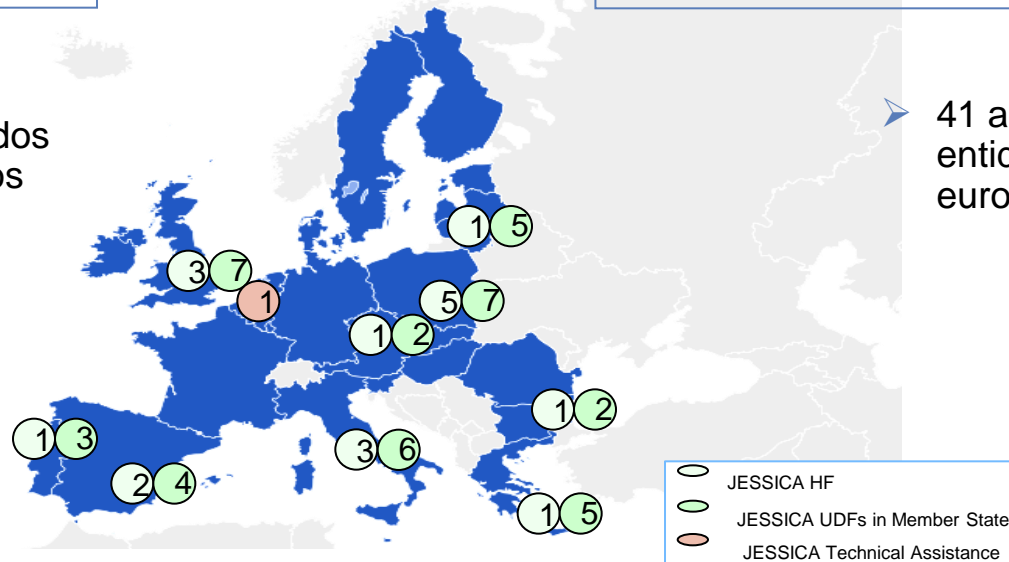 dos
os
41 a
entic
euro
1 5
3 7
1
5 7
1 2
1 2
1 3
3 6
2 4
1 5
JESSICA HF
JESSICA UDFs in Member State
JESSICA Technical Assistance